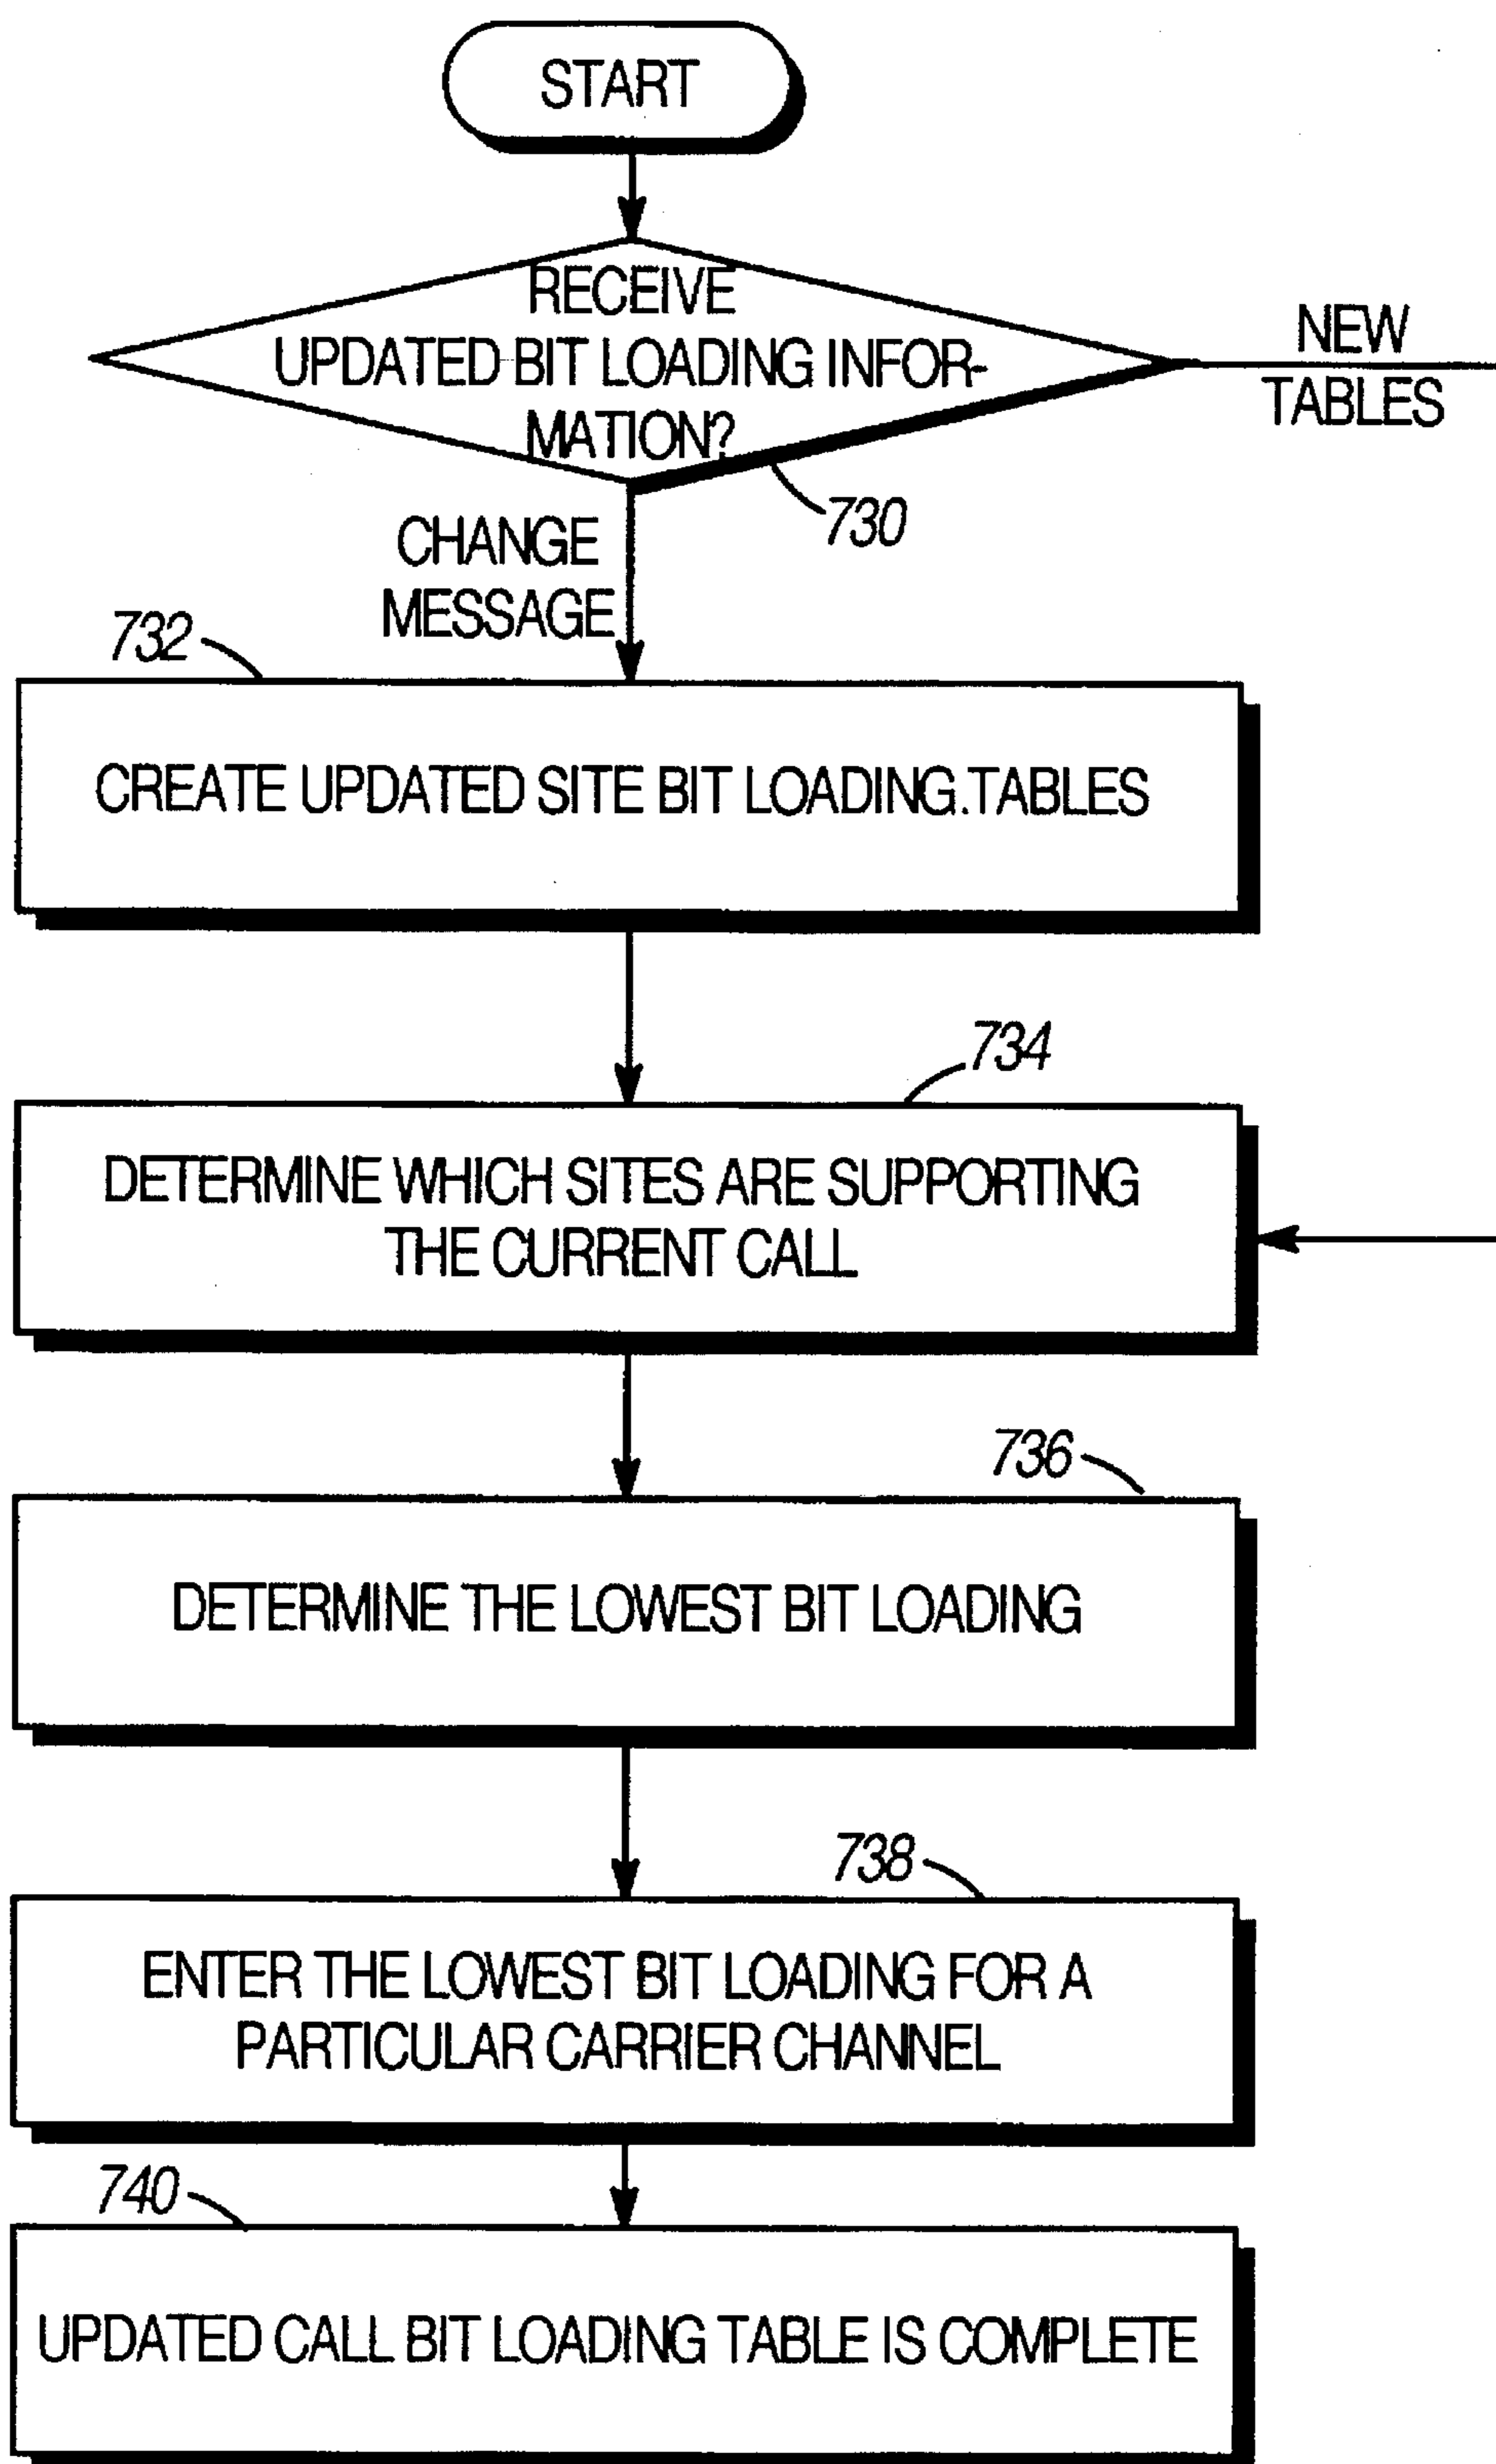 START
RECEIVE
UPDATED BIT LOADING INFOR-
MATION?
NEW
TABLES
730
CHANGE
MESSAGE
732
CREATE UPDATED SITE BIT LOADING.TABLES
734
DETERMINE WHICH SITES ARE SUPPORTING
THE CURRENT CALL
736
DETERMINE THE LOWEST BIT LOADING
738
ENTER THE LOWEST BIT LOADING FOR A
PARTICULAR CARRIER CHANNEL
740
UPDATED CALL BIT LOADING TABLE IS COMPLETE